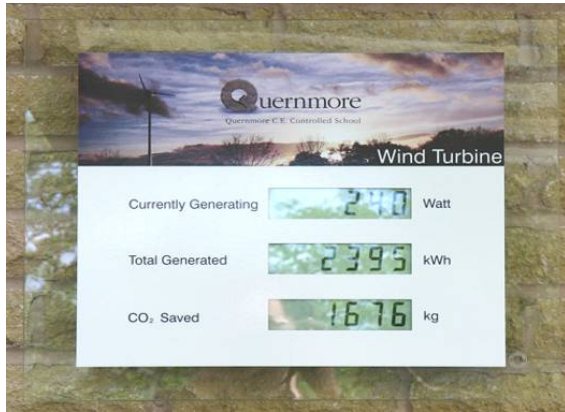 Quernmore
Quernmore C.E. Controlled School
Wind Turbine
Currently Generating 240 Watt
Total Generated 2395 kWh
CO₂ Saved 1676 kg